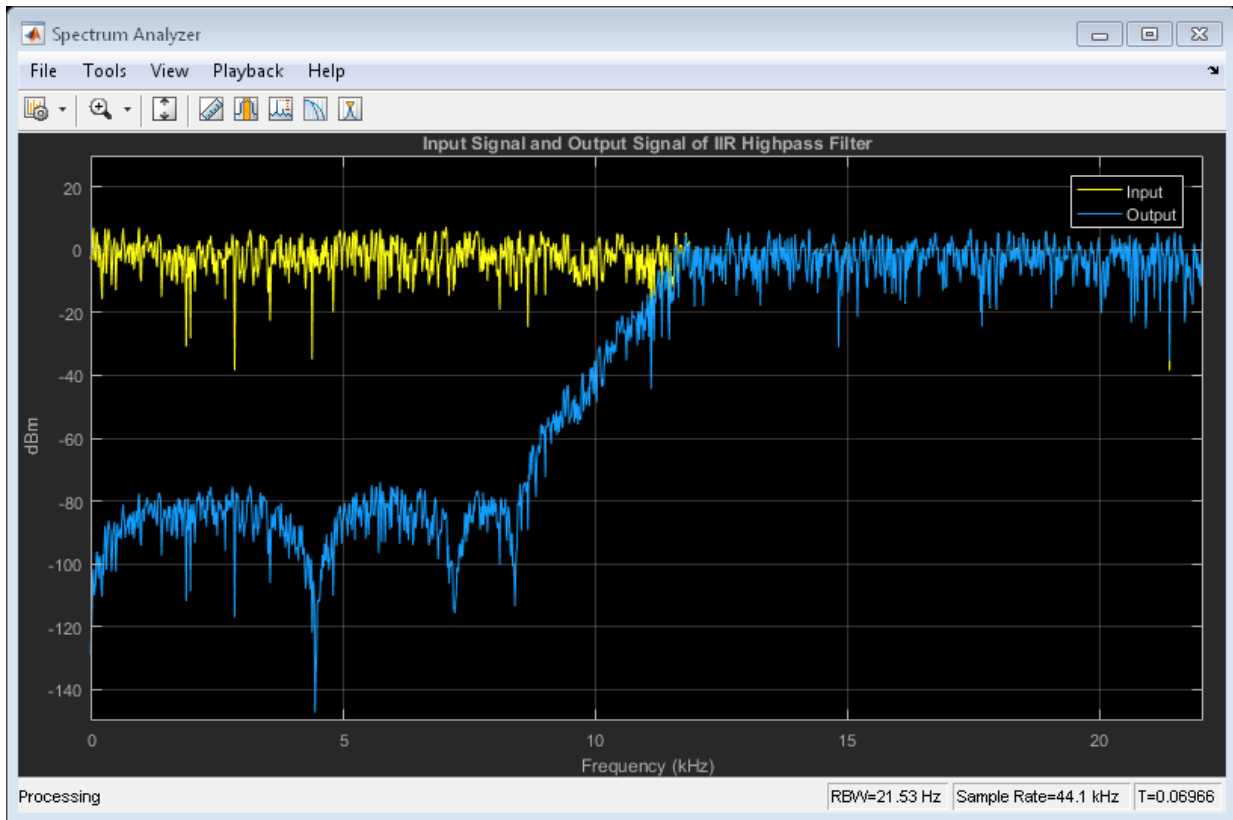 Spectrum Analyzer
File Tools View Playback Help
Input Signal and Output Signal of IIR Highpass Filter
Input
Output
20
0
-20
-40
-60
-80
-100
-120
-140
dBm
0 5 10 15 20
Frequency (kHz)
Processing RBW=21.53 Hz Sample Rate=44.1 kHz T=0.06966